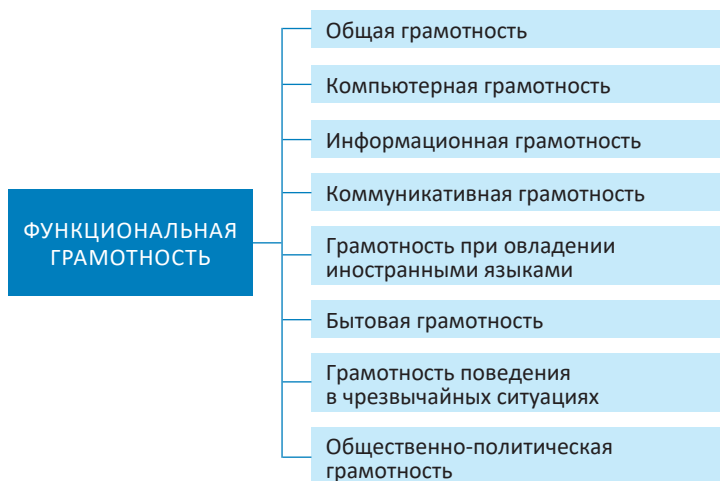 Общая грамотность
Компьютерная грамотность
Информационная грамотность
Коммуникативная грамотность
ФУНКЦИОНАЛЬНАЯ
ГРАМОТНОСТЬ
Грамотность при овладении
иностранными языками
Бытовая грамотность
Грамотность поведения
в чрезвычайных ситуациях
Общественно-политическая
грамотность